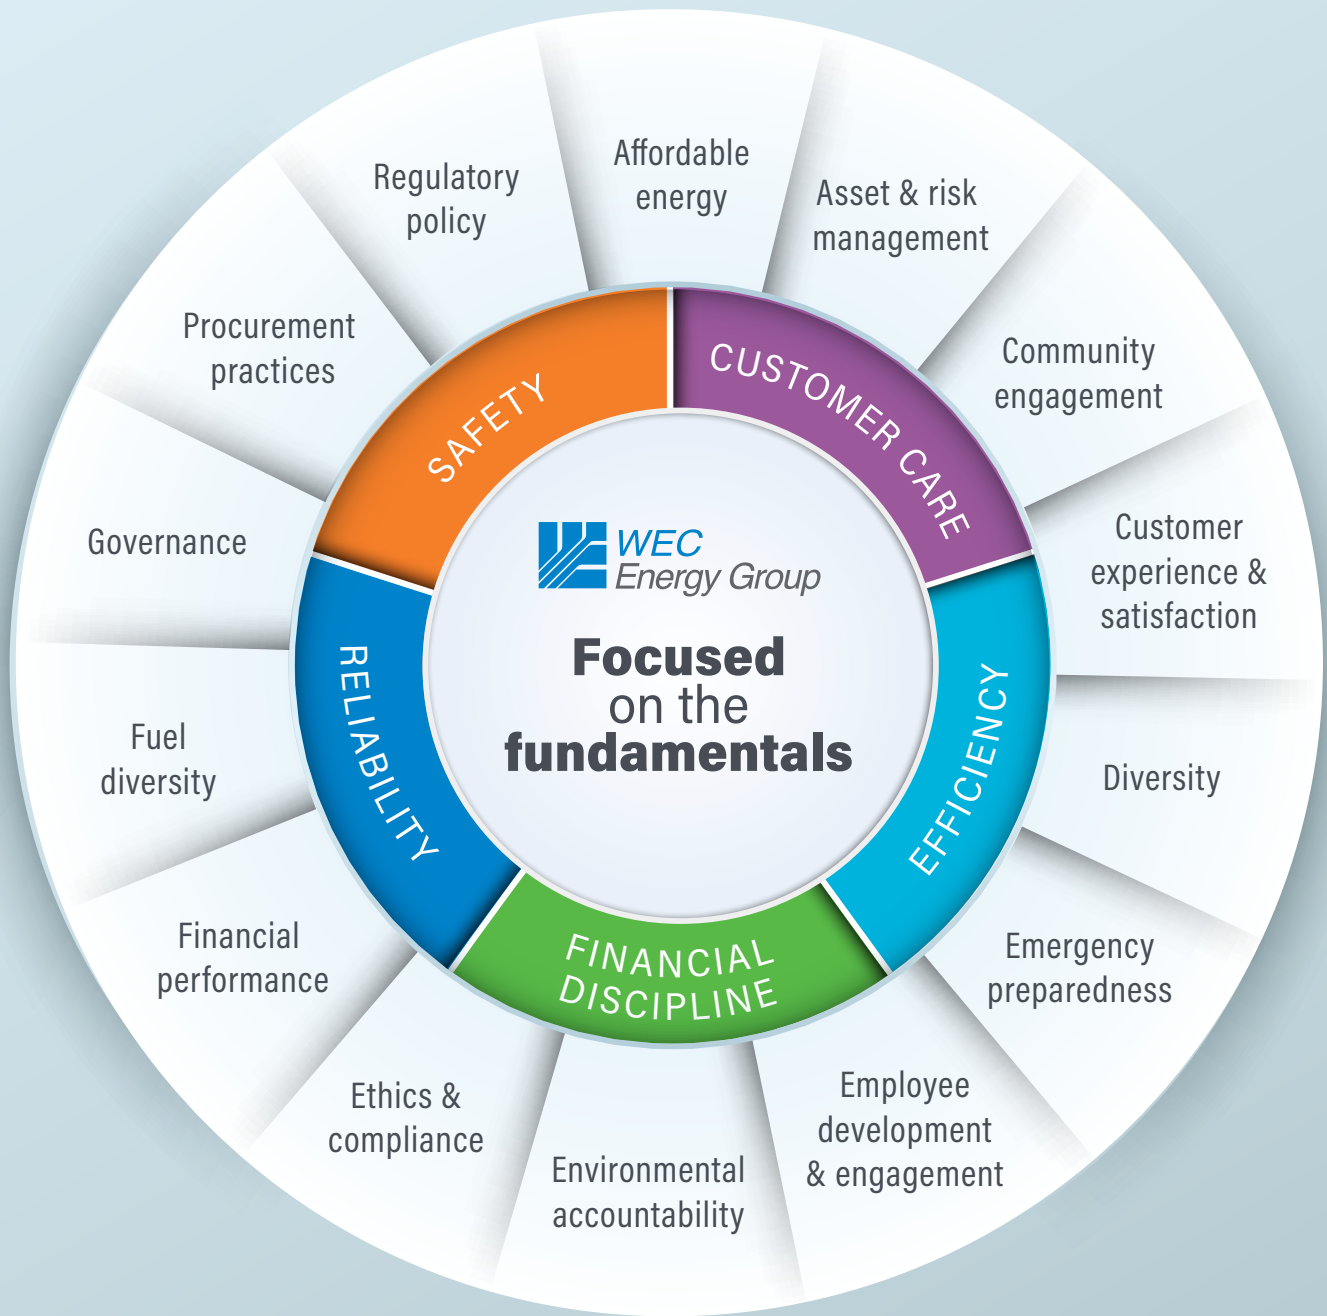 WEC
Energy Group
Focused
on the
fundamentals
CUSTOMER CARE
EFFICIENCY
FINANCIAL
DISCIPLINE
RELIABILITY
SAFETY
Affordable
energy
Asset & risk
management
Community
engagement
Customer
experience &
satisfaction
Diversity
Emergency
preparedness
Employee
development
& engagement
Environmental
accountability
Ethics &
compliance
Financial
performance
Fuel
diversity
Governance
Procurement
practices
Regulatory
policy